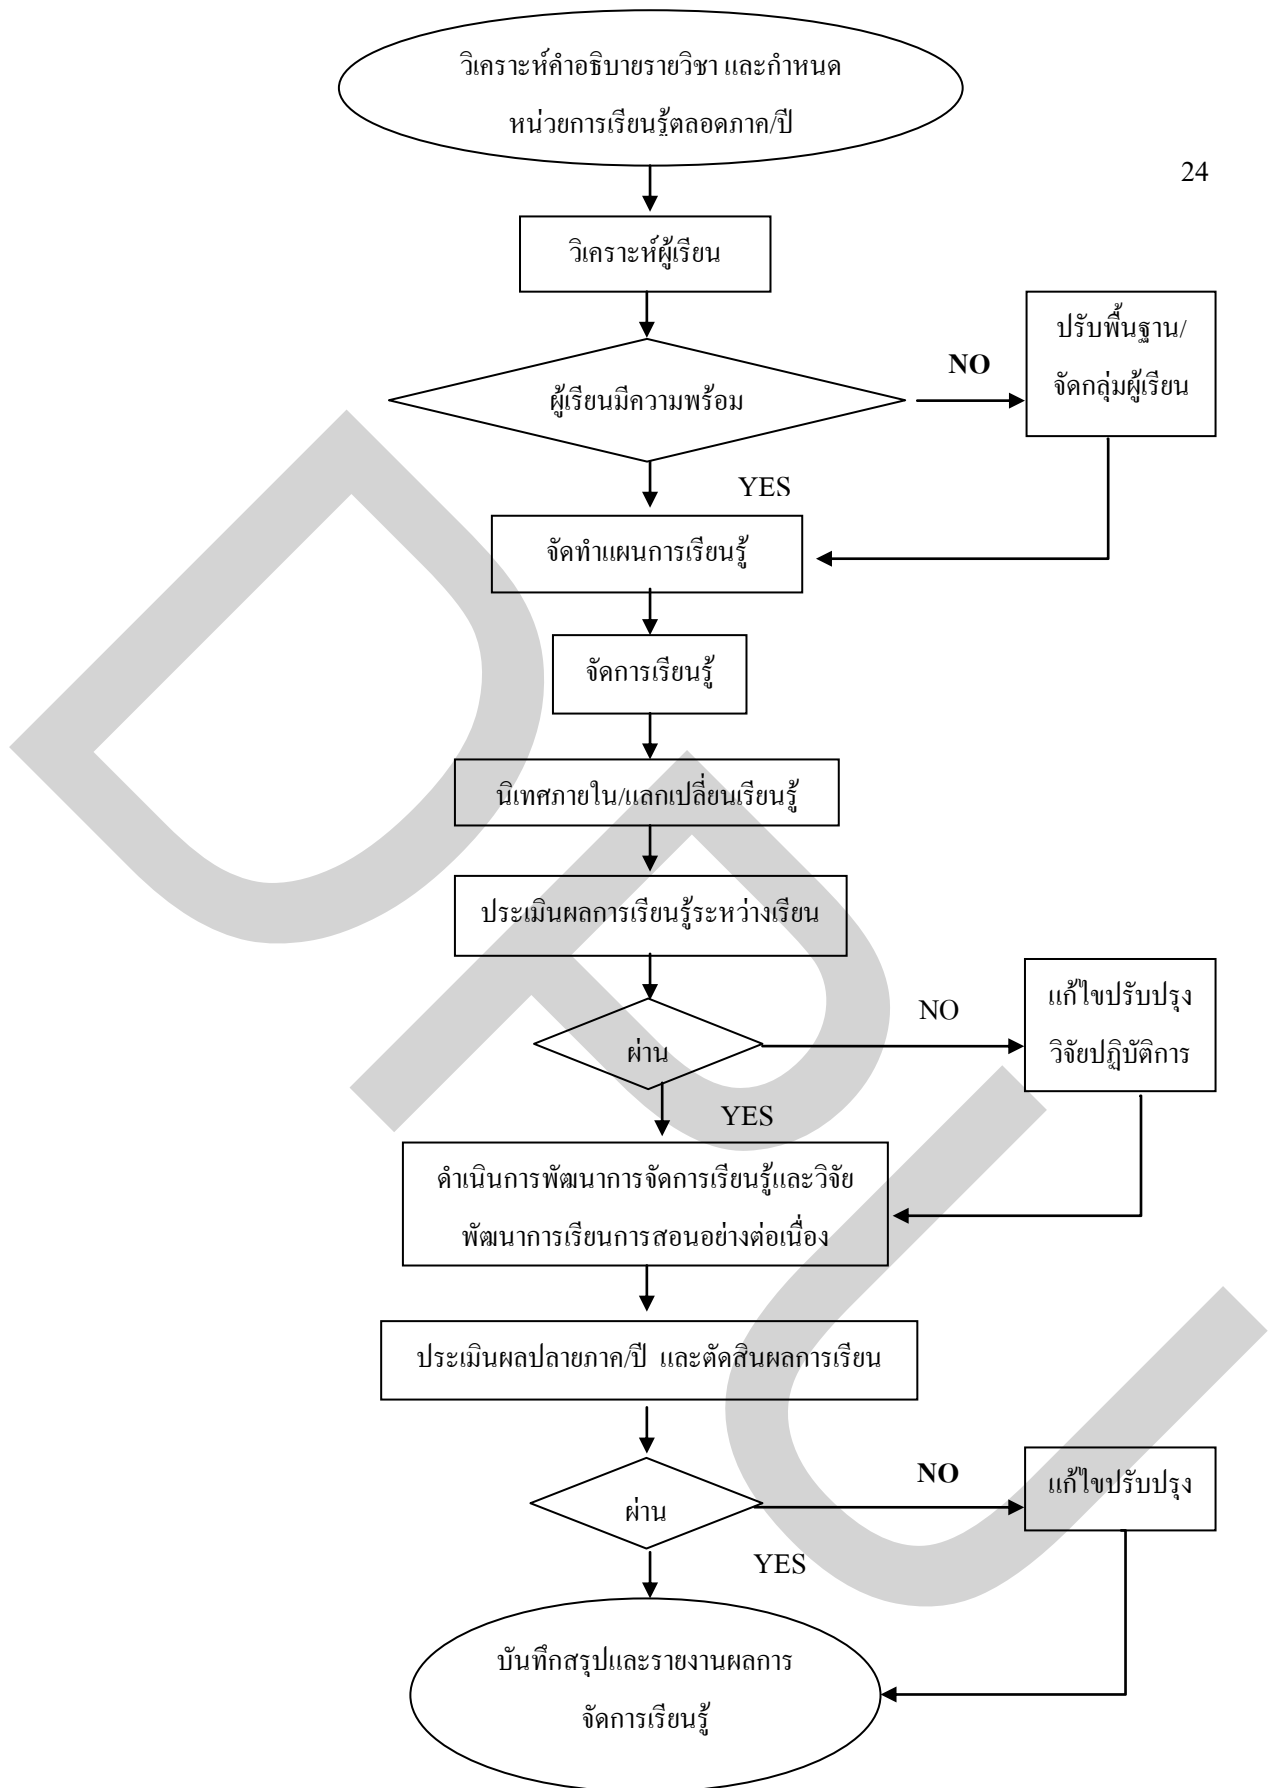 วิเคราะห์คำอธิบายรายวิชา และกำหนด
หน่วยการเรียนรู้ตลอดภาค/ปี
24
วิเคราะห์ผู้เรียน
ผู้เรียนมีความพร้อม
NO
ปรับพื้นฐาน/
จัดกลุ่มผู้เรียน
YES
จัดทำแผนการเรียนรู้
จัดการเรียนรู้
นิเทศภายใน/แลกเปลี่ยนเรียนรู้
ประเมินผลการเรียนรู้ระหว่างเรียน
ผ่าน
NO
แก้ไขปรับปรุง
วิจัยปฏิบัติการ
YES
ดำเนินการพัฒนาการจัดการเรียนรู้และวิจัย
พัฒนาการเรียนการสอนอย่างต่อเนื่อง
ประเมินผลปลายภาค/ปี และตัดสินผลการเรียน
ผ่าน
NO
แก้ไขปรับปรุง
YES
บันทึกสรุปและรายงานผลการ
จัดการเรียนรู้
DPU